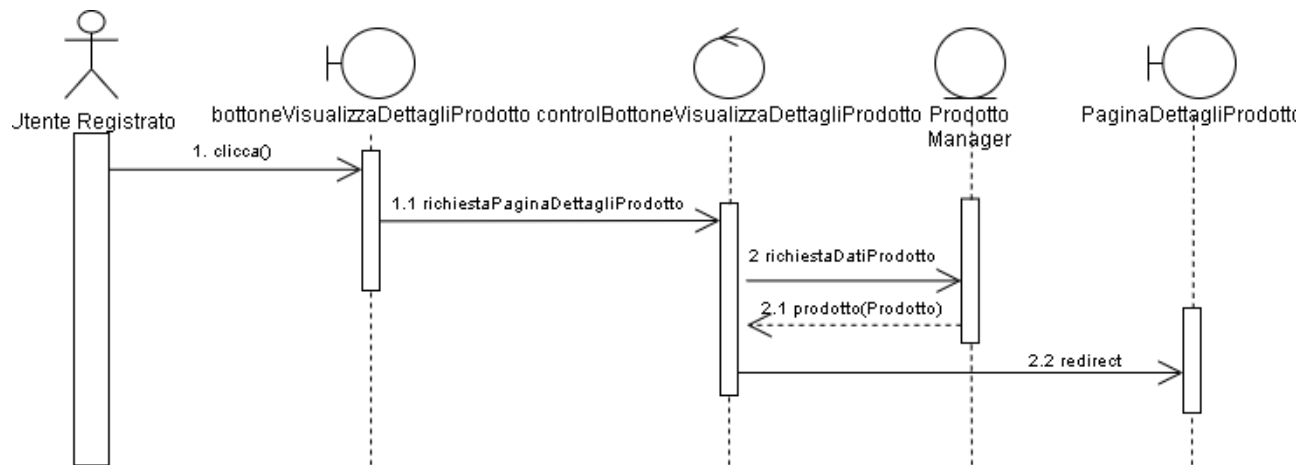 Jtente Registrato
bottoneVisualizzaDettagliProdotto
controlBottoneVisualizzaDettagliProdotto
Prodotto
Manager
PaginaDettagliProdotto
1. clicca()
1.1 richiestaPaginaDettagliProdotto
2 richiestaDatiProdotto
2.1 prodotto(Prodotto)
2.2 redirect